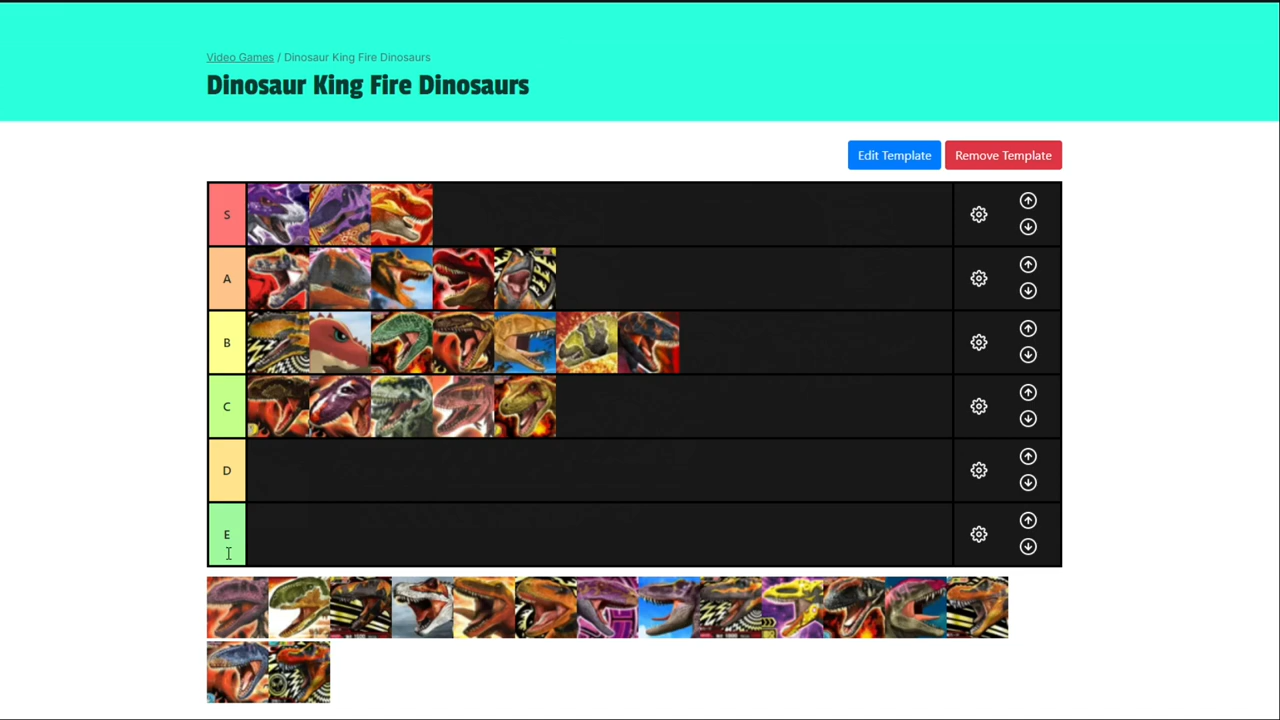 Video Games / Dinosaur King Fire Dinosaurs
Dinosaur King Fire Dinosaurs
Edit Template Remove Template
S
A
B
C
D
E